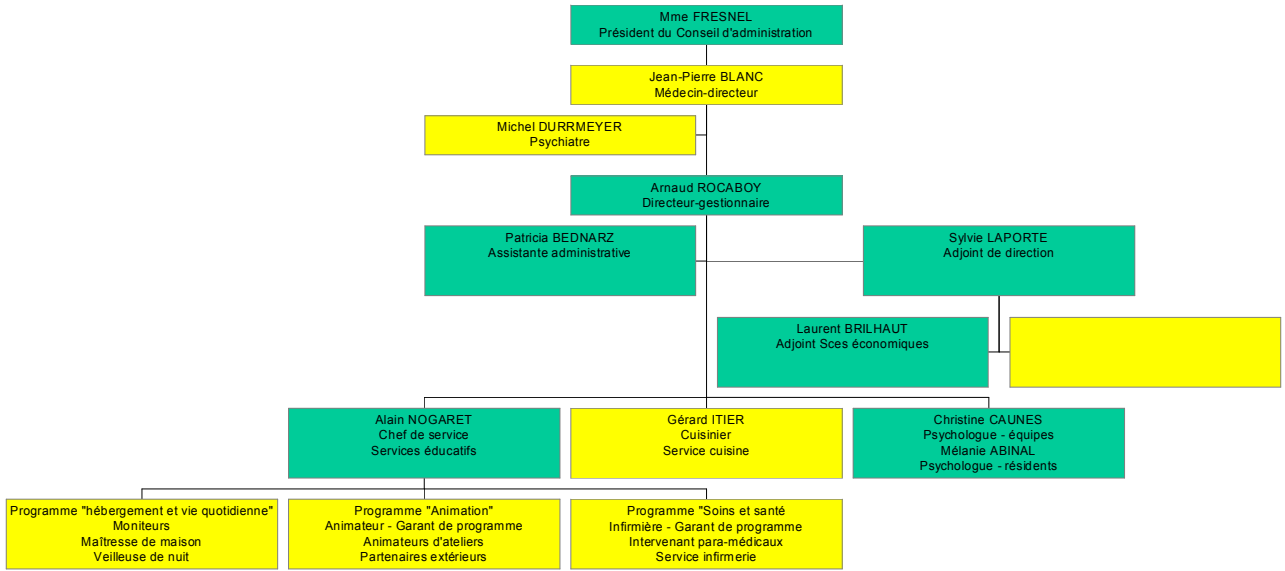 Mme FRESNEL
Président du Conseil d'administration
Jean-Pierre BLANC
Médecin-directeur
Michel DURRMEYER
Psychiatre
Arnaud ROCABOY
Directeur-gestionnaire
Patricia BEDNARZ
Assistante administrative
Sylvie LAPORTE
Adjoint de direction
Laurent BRILHAUT
Adjoint Sces économiques
Alain NOGARET
Chef de service
Services éducatifs
Gérard ITIER
Cuisinier
Service cuisine
Christine CAUNES
Psychologue - équipes
Mélanie ABINAL
Psychologue - résidents
Programme "hébergement et vie quotidienne"
Moniteurs
Maîtresse de maison
Veilleuse de nuit
Programme "Animation"
Animateur - Garant de programme
Animateurs d'ateliers
Partenaires extérieurs
Programme "Soins et santé
Infirmière - Garant de programme
Intervenant para-médicaux
Service infirmerie